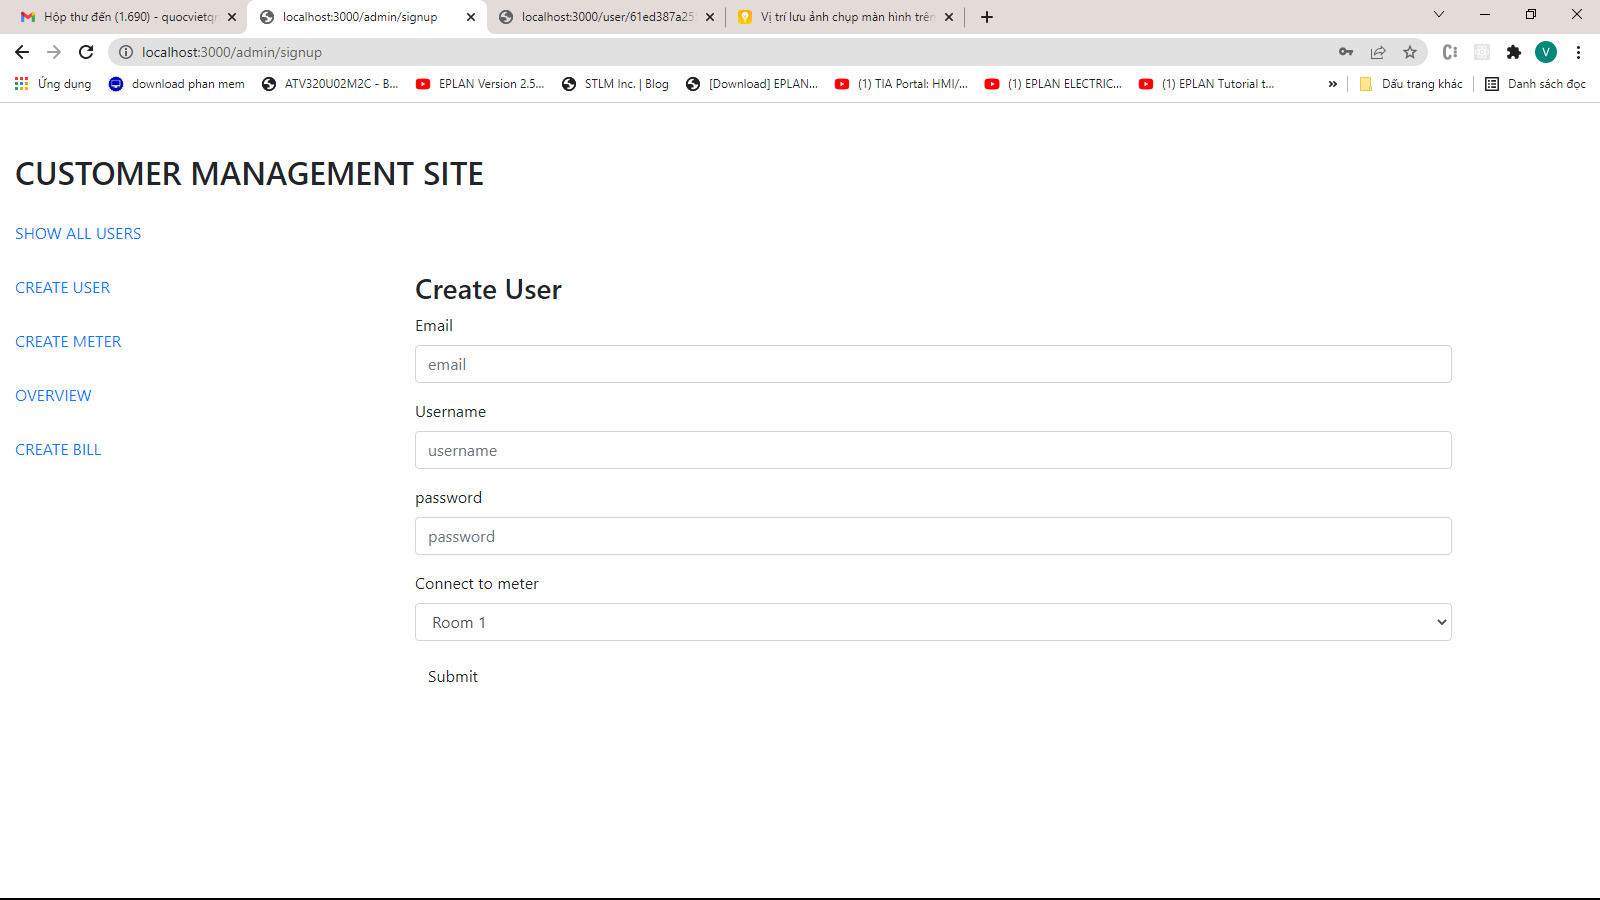 Hộp thư đến (1.690) - quocvietqn
localhost:3000/admin/signup
localhost:3000/user/61ed387a25
Vị trí lưu ảnh chụp màn hình trên
localhost:3000/admin/signup
V
Ứng dụng
download phan mem
ATV320U02M2C - B...
EPLAN Version 2.5...
STLM Inc. | Blog
[Download] EPLAN...
(1) TIA Portal: HMI/...
(1) EPLAN ELECTRIC...
(1) EPLAN Tutorial t...
»
Dấu trang khác
Danh sách đọc
CUSTOMER MANAGEMENT SITE
SHOW ALL USERS
CREATE USER
CREATE METER
OVERVIEW
CREATE BILL
Create User
Email
email
Username
username
password
password
Connect to meter
Room 1
Submit